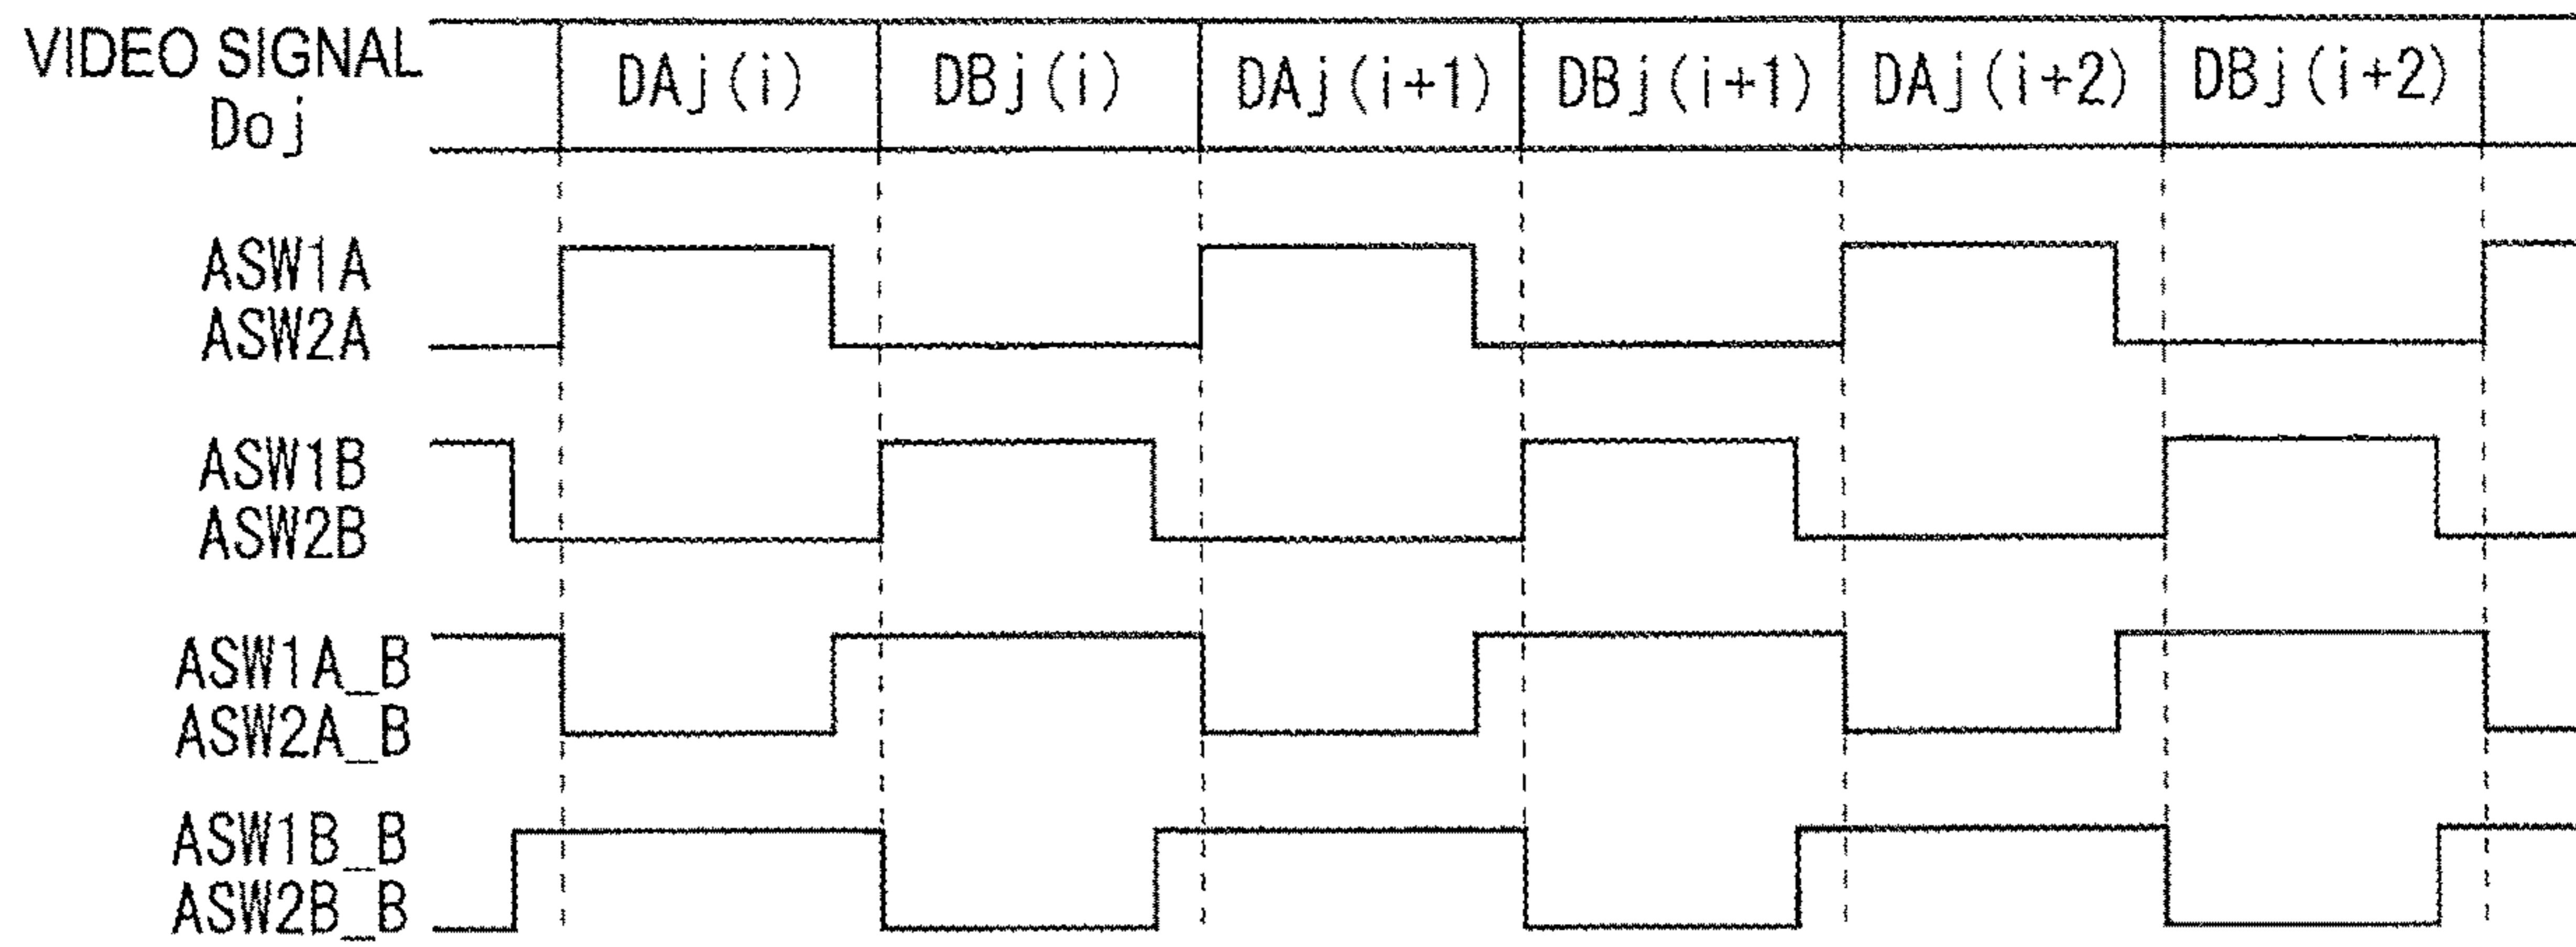 VIDEO SIGNAL
Doj
DAj(i) DBj(i) DAj(i+1) DBj(i+1) DAj(i+2) DBj(i+2)
ASW1A
ASW2A
ASW1B
ASW2B
ASW1A_B
ASW2A_B
ASW1B_B
ASW2B_B